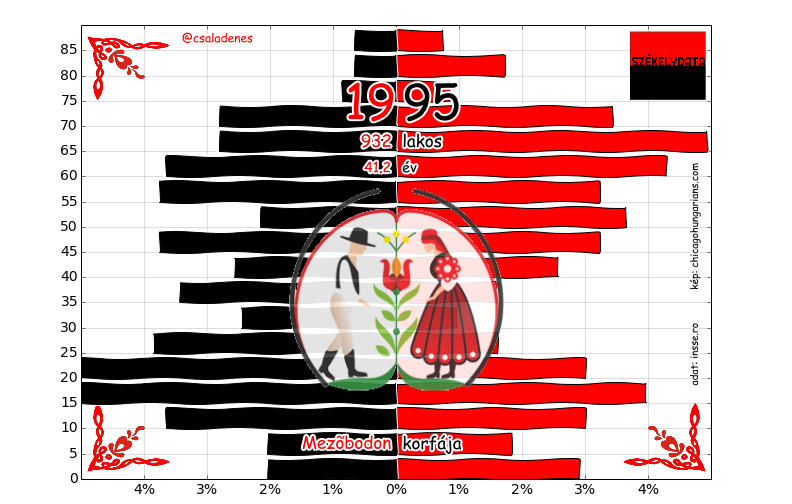 @csaladenes
SZÉKELYDATA
1995
932 lakos
41,2 év
kép: chicagohungarians.com
adat: insse.ro
Mezőbodon korfája
85
80
75
70
65
60
55
50
45
40
35
30
25
20
15
10
5
0
4% 3% 2% 1% 0% 1% 2% 3% 4%